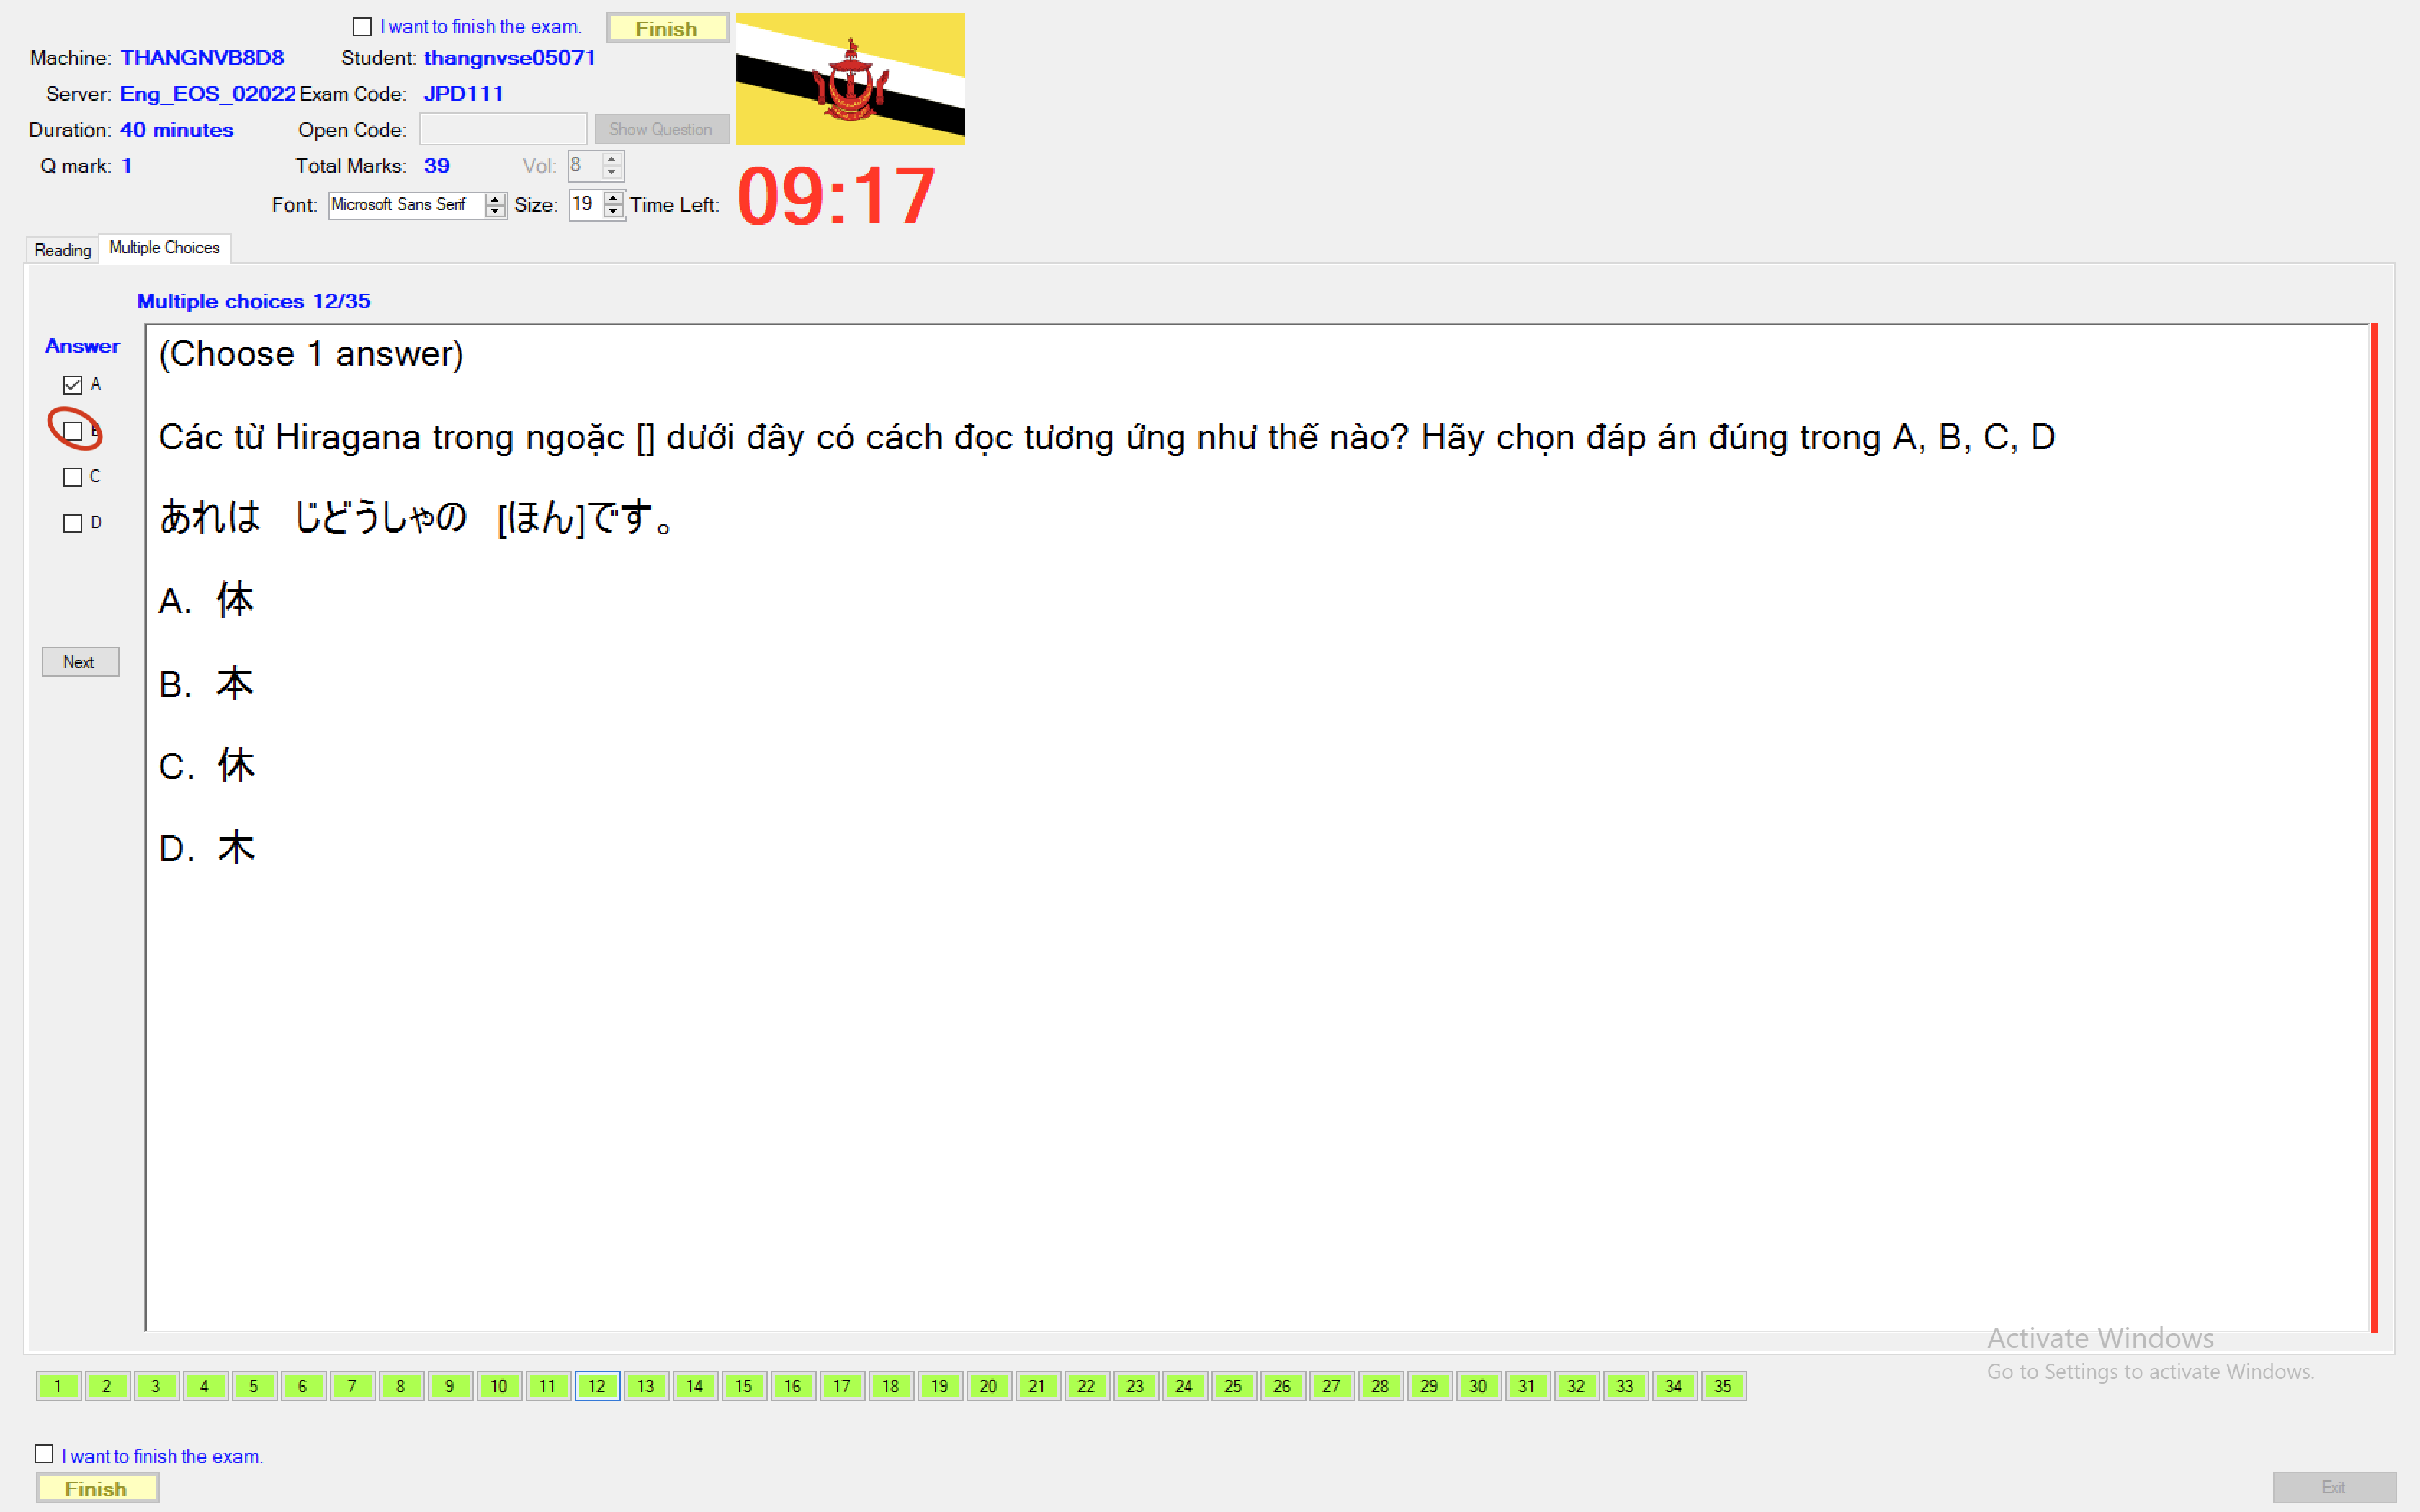 I want to finish the exam. Finish
Machine: THANGNVB8D8 Student: thangnvse05071
Server: Eng_EOS_02022 Exam Code: JPD111
Duration: 40 minutes Open Code: Show Question
Q mark: 1 Total Marks: 39 Vol: 8
Font: Microsoft Sans Serif Size: 19 Time Left: 09:17
Reading Multiple Choices
Multiple choices 12/35
Answer
A
B
C
D
Next
(Choose 1 answer)
Các từ Hiragana trong ngoặc [] dưới đây có cách đọc tương ứng như thế nào? Hãy chọn đáp án đúng trong A, B, C, D
あれは　じどうしゃの　[ほん]です。
A. 体
B. 本
C. 休
D. 木
Activate Windows
Go to Settings to activate Windows.
1 2 3 4 5 6 7 8 9 10 11 12 13 14 15 16 17 18 19 20 21 22 23 24 25 26 27 28 29 30 31 32 33 34 35
I want to finish the exam.
Finish
Exit